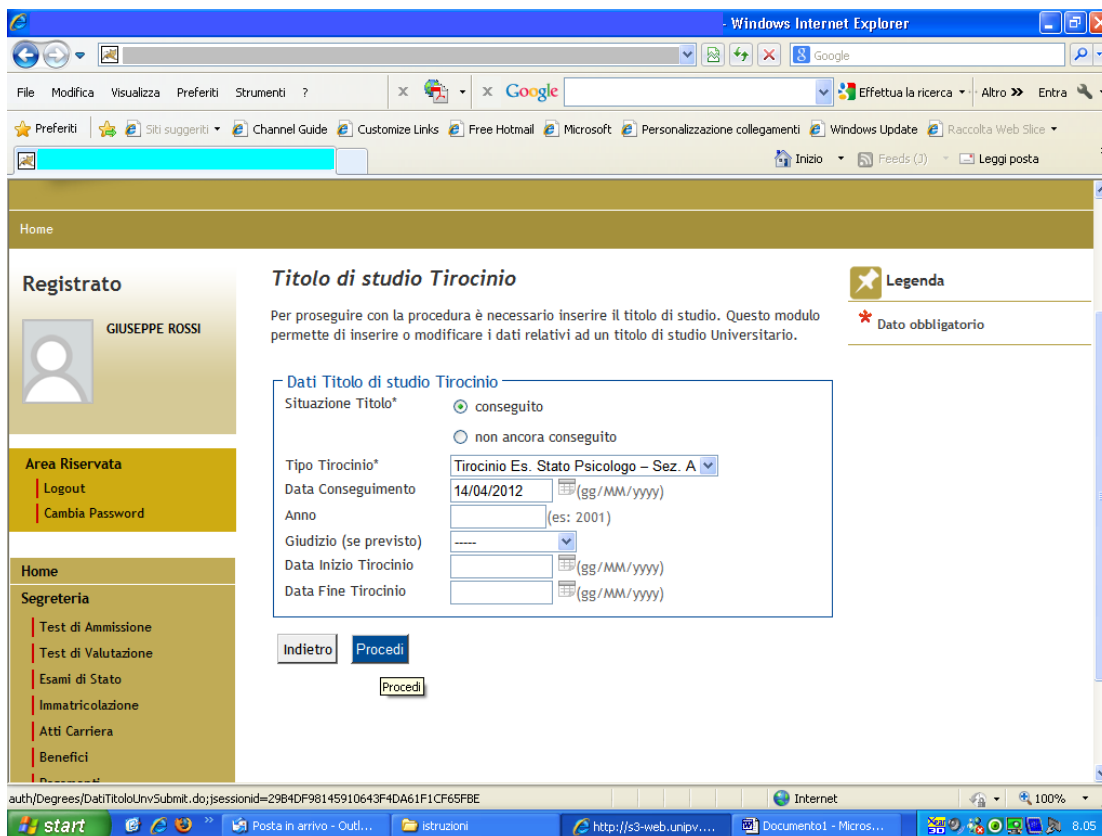 - Windows Internet Explorer
Google
File Modifica Visualizza Preferiti Strumenti ?
x x Google Effettua la ricerca Altro » Entra
Preferiti Siti suggeriti Channel Guide Customize Links Free Hotmail Microsoft Personalizzazione collegamenti Windows Update Raccolta Web Slice
Inizio Feeds (J) Leggi posta
Home
Registrato
GIUSEPPE ROSSI
Area Riservata
Logout
Cambia Password
Home
Segreteria
Test di Ammissione
Test di Valutazione
Esami di Stato
Immatricolazione
Atti Carriera
Benefici
Pagamenti
Titolo di studio Tirocinio
Per proseguire con la procedura è necessario inserire il titolo di studio. Questo modulo
permette di inserire o modificare i dati relativi ad un titolo di studio Universitario.
Dati Titolo di studio Tirocinio
Situazione Titolo* conseguito
non ancora conseguito
Tipo Tirocinio* Tirocinio Es. Stato Psicologo – Sez. A
Data Conseguimento 14/04/2012 (gg/MM/yyyy)
Anno (es: 2001)
Giudizio (se previsto) -----
Data Inizio Tirocinio (gg/MM/yyyy)
Data Fine Tirocinio (gg/MM/yyyy)
Indietro Procedi
Procedi
Legenda
* Dato obbligatorio
auth/Degrees/DatiTitoloUnvSubmit.do;jsessionid=29B4DF98145910643F4DA61F1CF65FBE Internet 100%
start Posta in arrivo - Outl... istruzioni http://s3-web.unipv.... Documento1 - Micros... 8.05